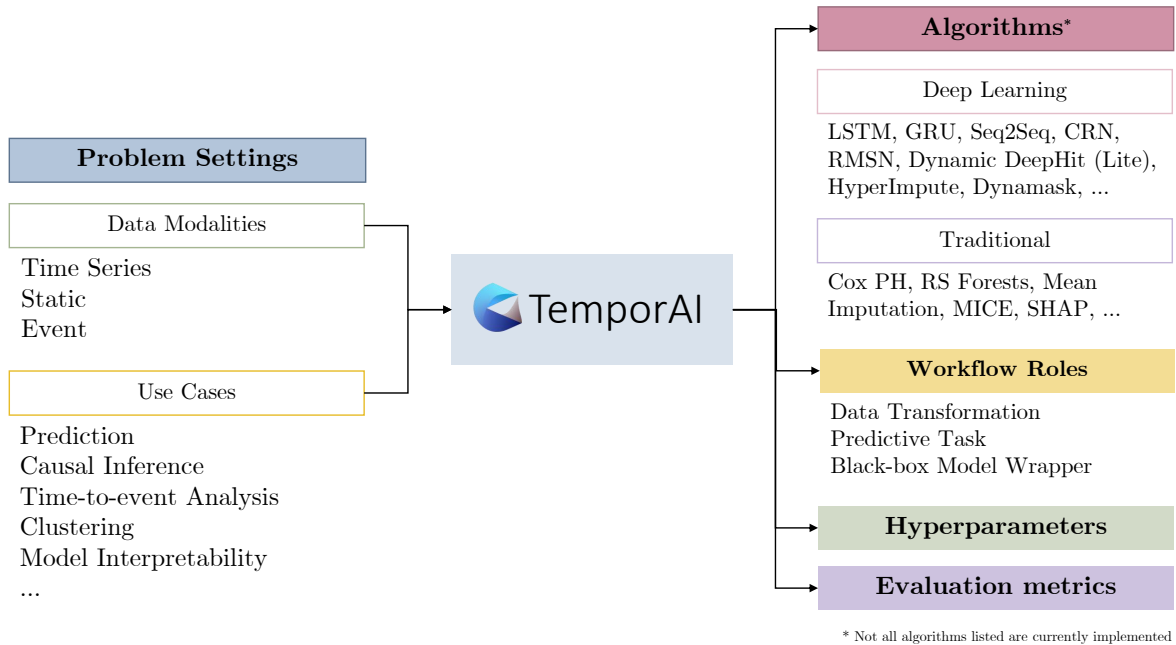 Problem Settings
Data Modalities
Time Series
Static
Event
Use Cases
Prediction
Causal Inference
Time-to-event Analysis
Clustering
Model Interpretability
...
TemporAI
Algorithms*
Deep Learning
LSTM, GRU, Seq2Seq, CRN,
RMSN, Dynamic DeepHit (Lite),
HyperImpute, Dynamask, ...
Traditional
Cox PH, RS Forests, Mean
Imputation, MICE, SHAP, ...
Workflow Roles
Data Transformation
Predictive Task
Black-box Model Wrapper
Hyperparameters
Evaluation metrics
* Not all algorithms listed are currently implemented